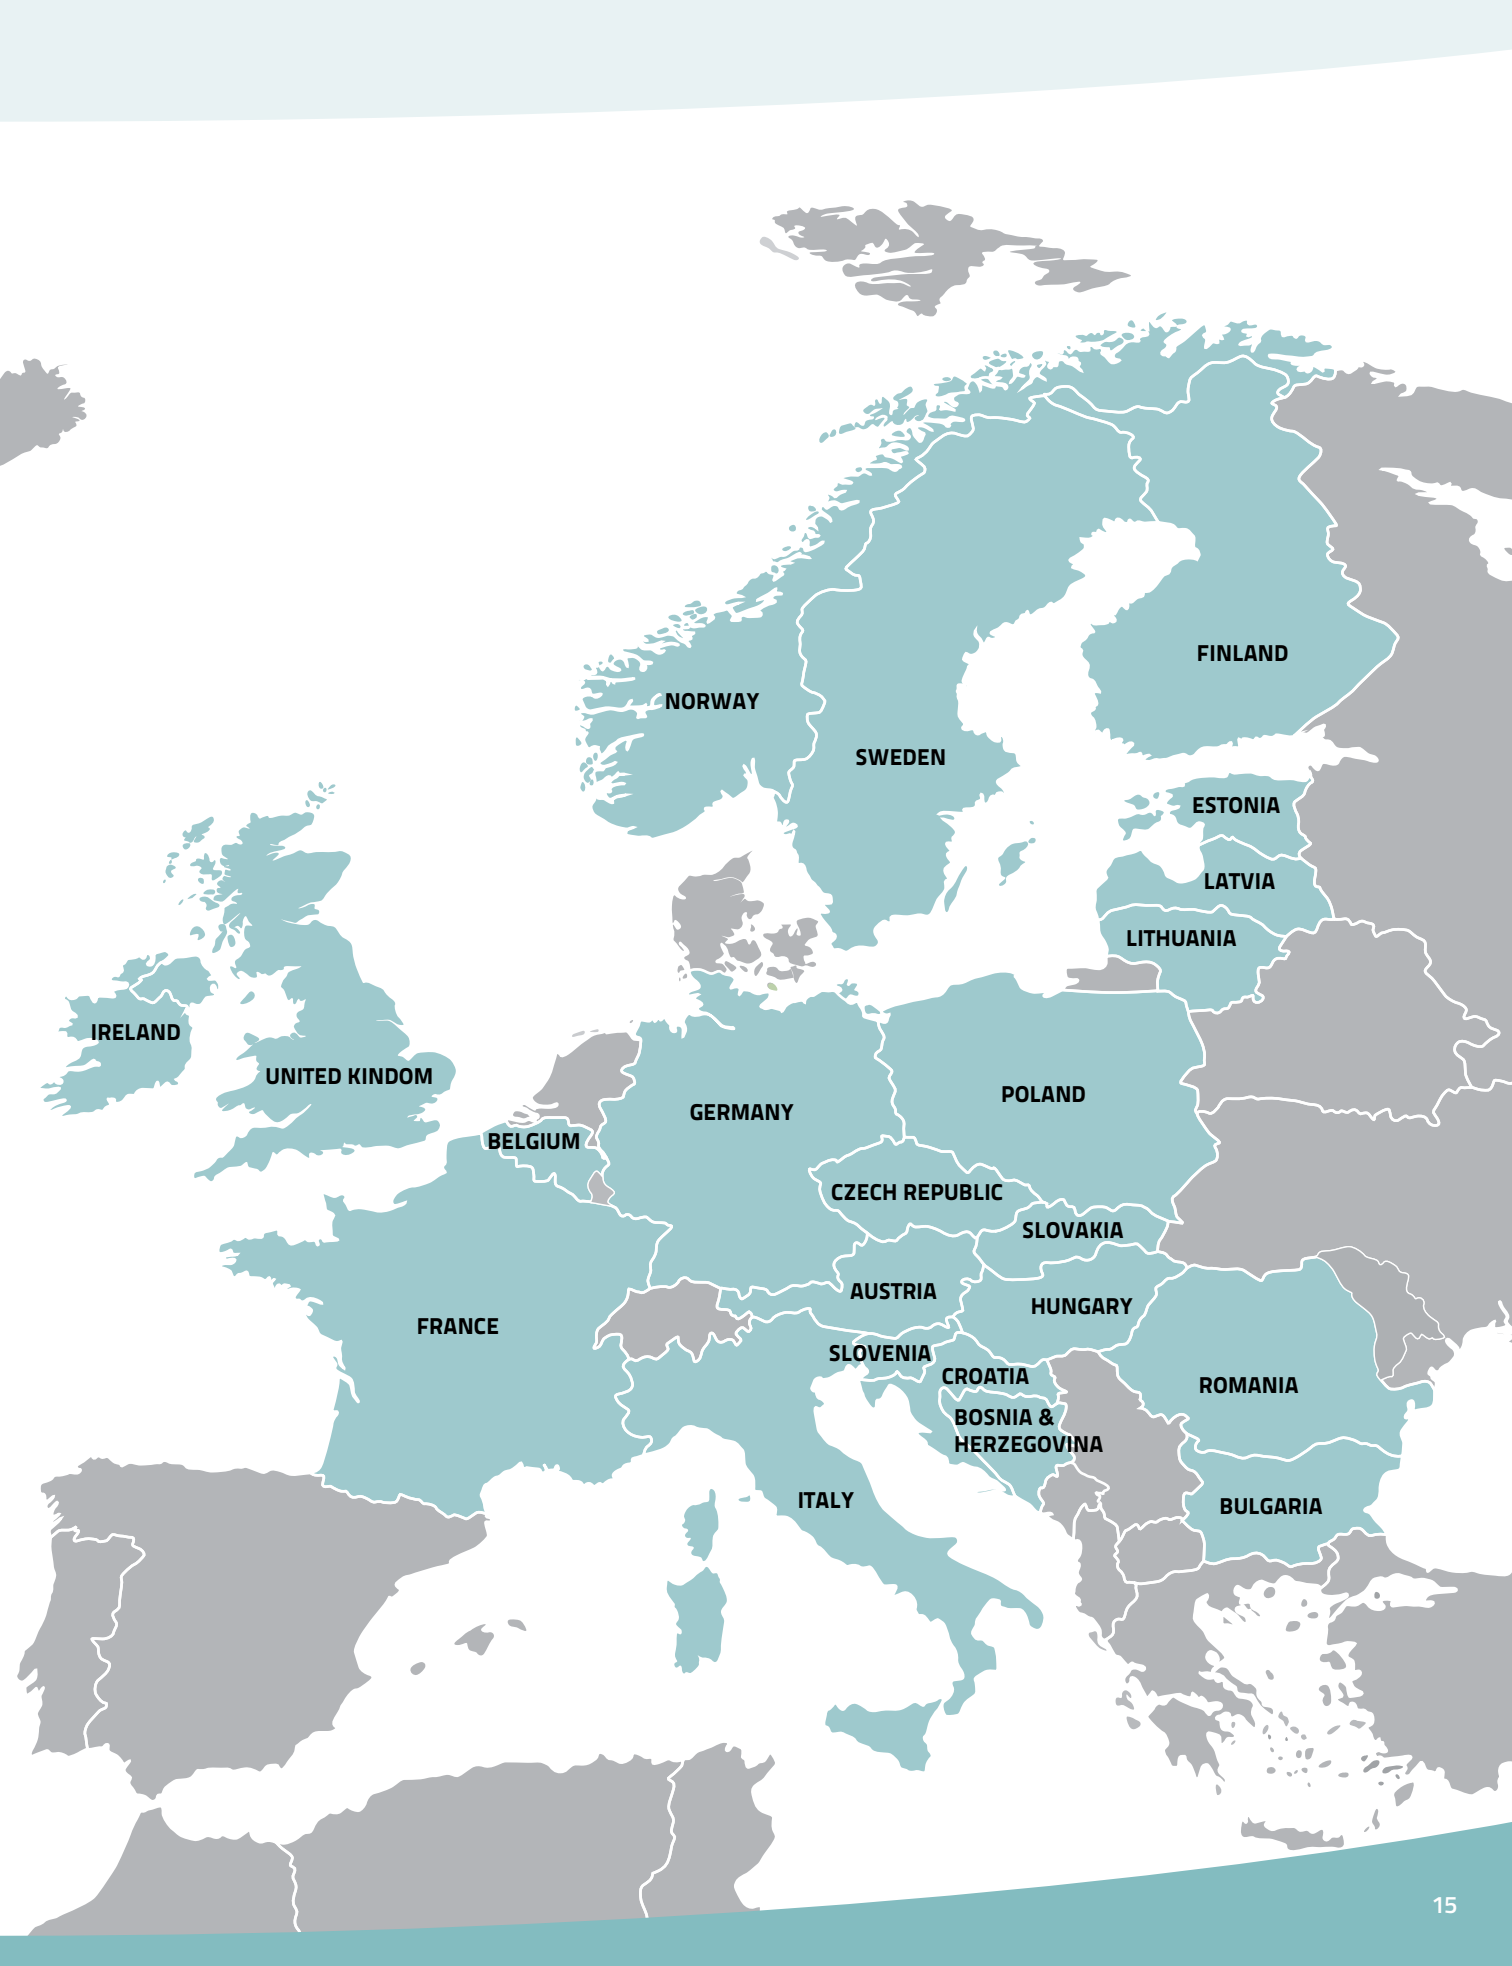 FINLAND
NORWAY
SWEDEN
ESTONIA
LATVIA
LITHUANIA
IRELAND
UNITED KINDOM
POLAND
GERMANY
BELGIUM
CZECH REPUBLIC
SLOVAKIA
AUSTRIA
HUNGARY
FRANCE
SLOVENIA
CROATIA
ROMANIA
BOSNIA &
HERZEGOVINA
ITALY
BULGARIA
15